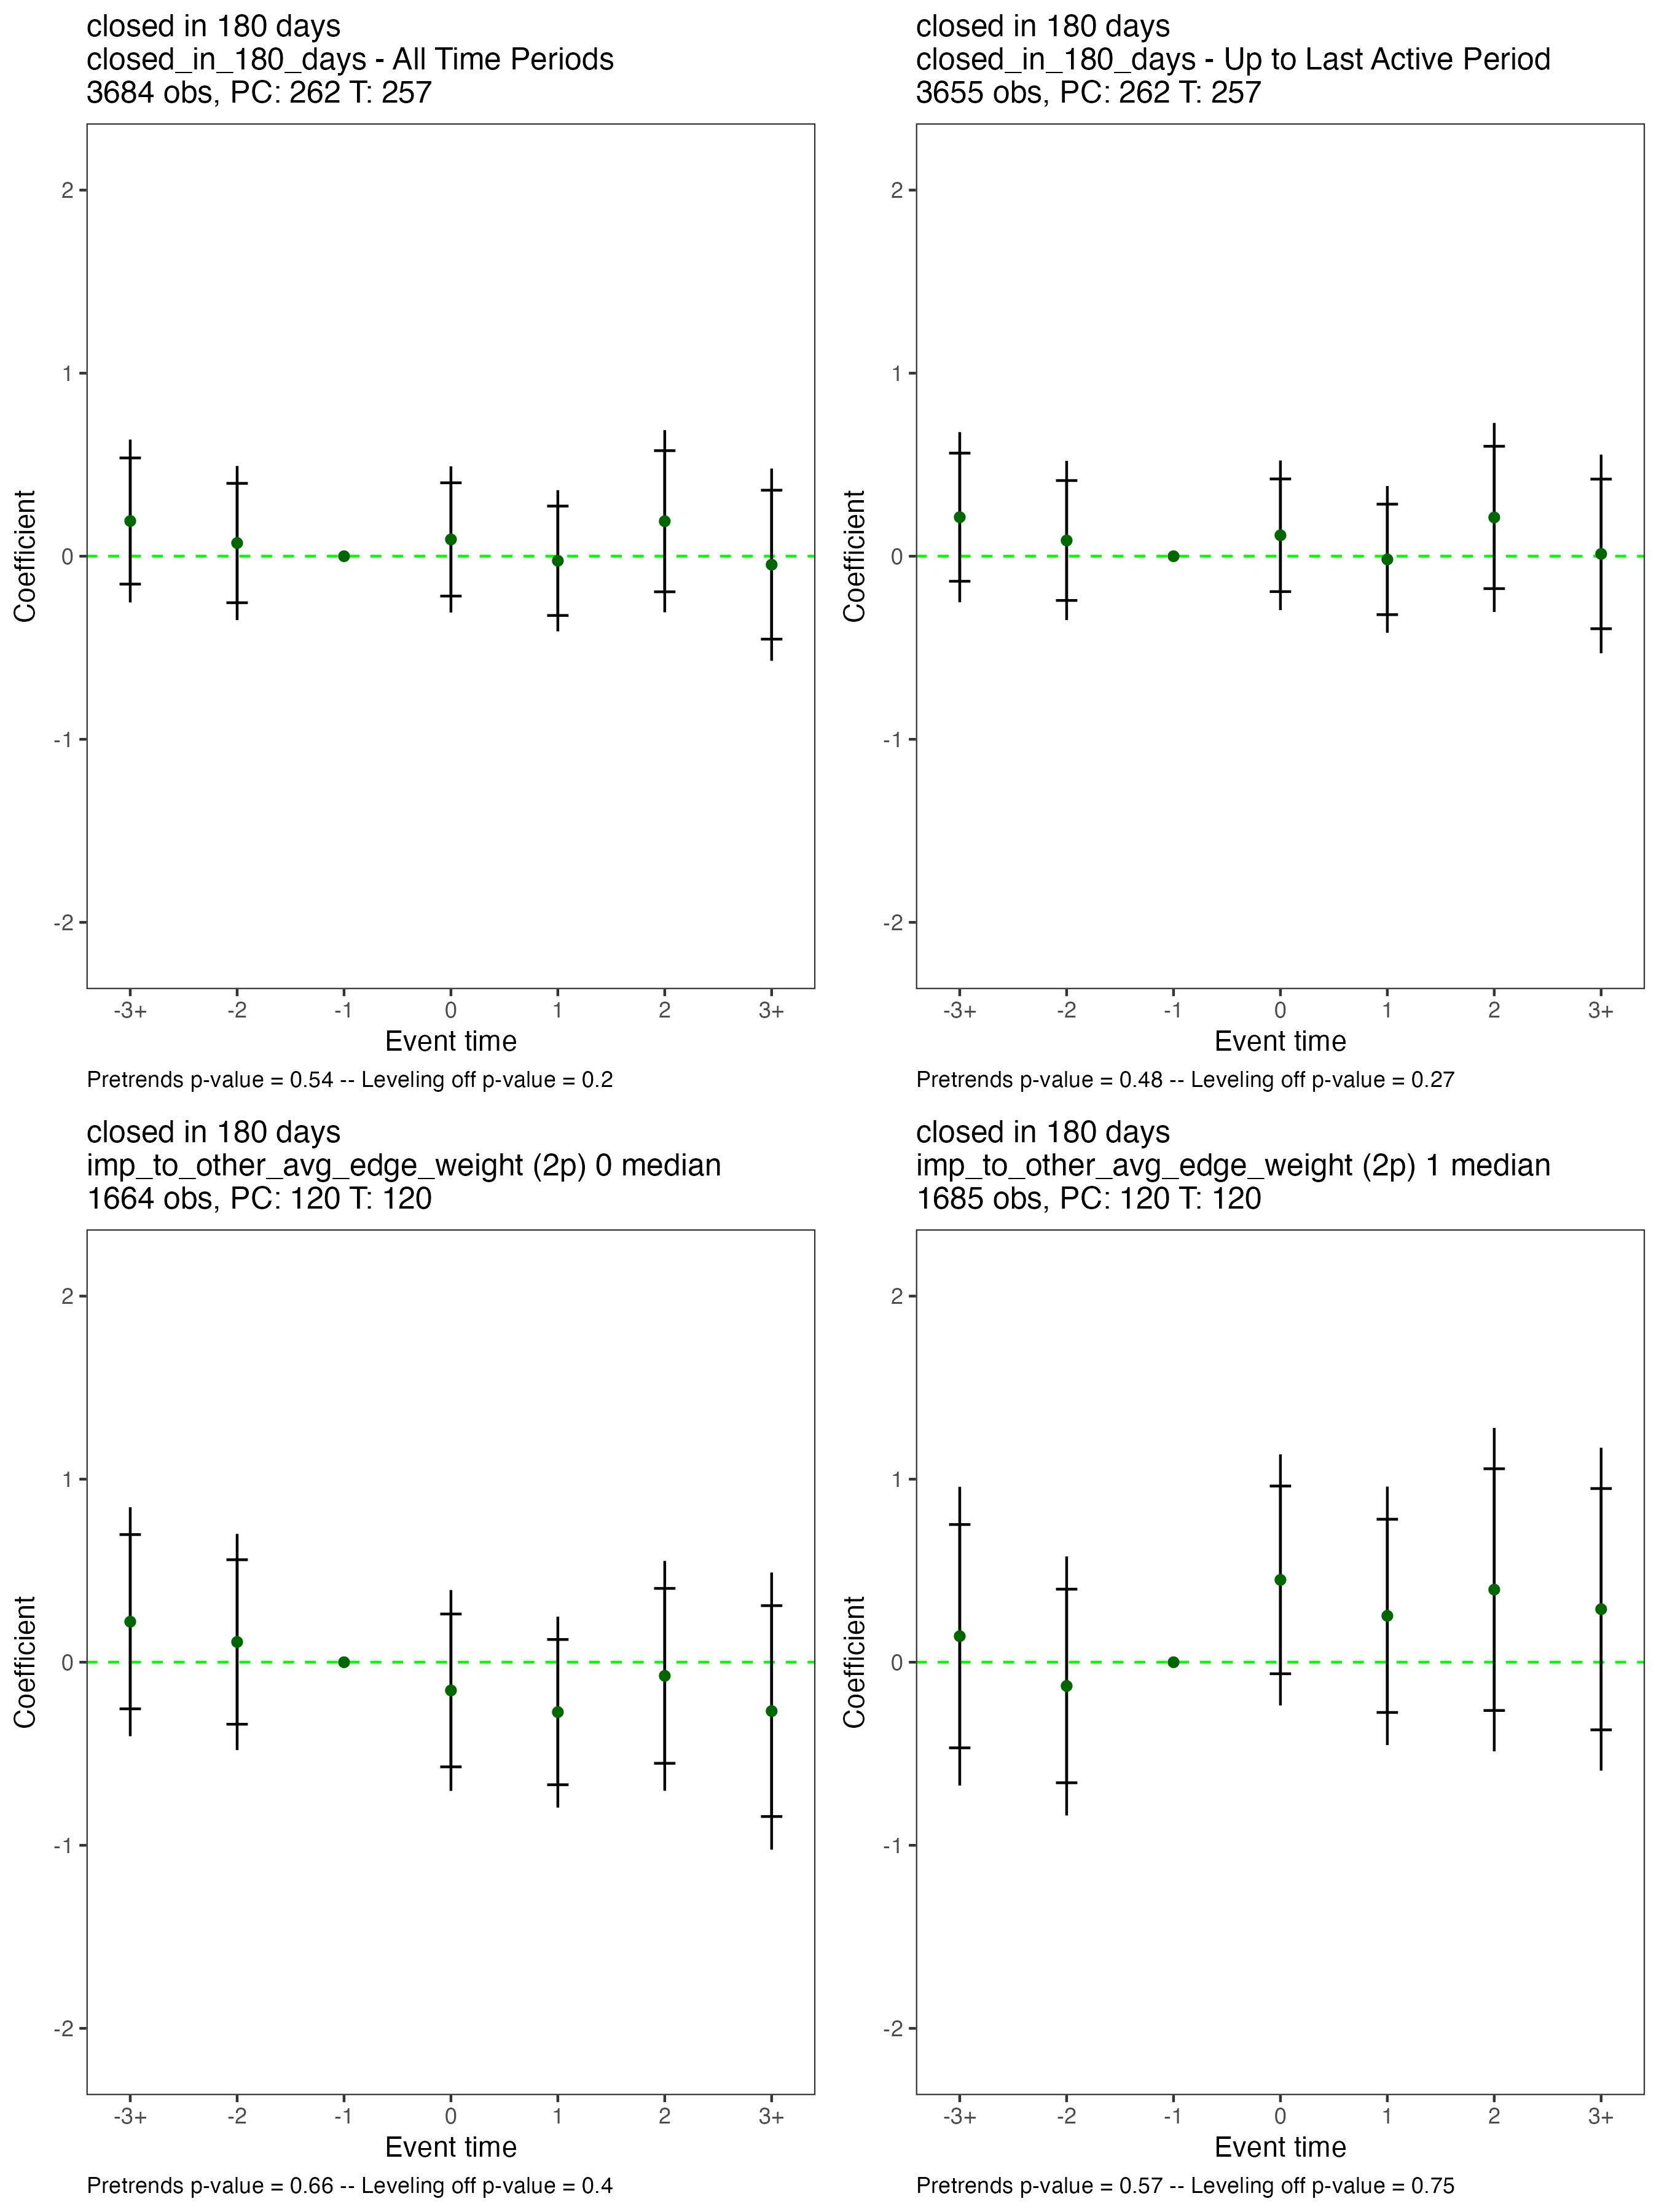 closed in 180 days
closed_in_180_days - All Time Periods
3684 obs, PC: 262 T: 257
2
1
0
-1
-2
Coefficient
-3+ -2 -1 0 1 2 3+
Event time
Pretrends p-value = 0.54 -- Leveling off p-value = 0.2
closed in 180 days
closed_in_180_days - Up to Last Active Period
3655 obs, PC: 262 T: 257
2
1
0
-1
-2
Coefficient
-3+ -2 -1 0 1 2 3+
Event time
Pretrends p-value = 0.48 -- Leveling off p-value = 0.27
closed in 180 days
imp_to_other_avg_edge_weight (2p) 0 median
1664 obs, PC: 120 T: 120
2
1
0
-1
-2
Coefficient
-3+ -2 -1 0 1 2 3+
Event time
Pretrends p-value = 0.66 -- Leveling off p-value = 0.4
closed in 180 days
imp_to_other_avg_edge_weight (2p) 1 median
1685 obs, PC: 120 T: 120
2
1
0
-1
-2
Coefficient
-3+ -2 -1 0 1 2 3+
Event time
Pretrends p-value = 0.57 -- Leveling off p-value = 0.75